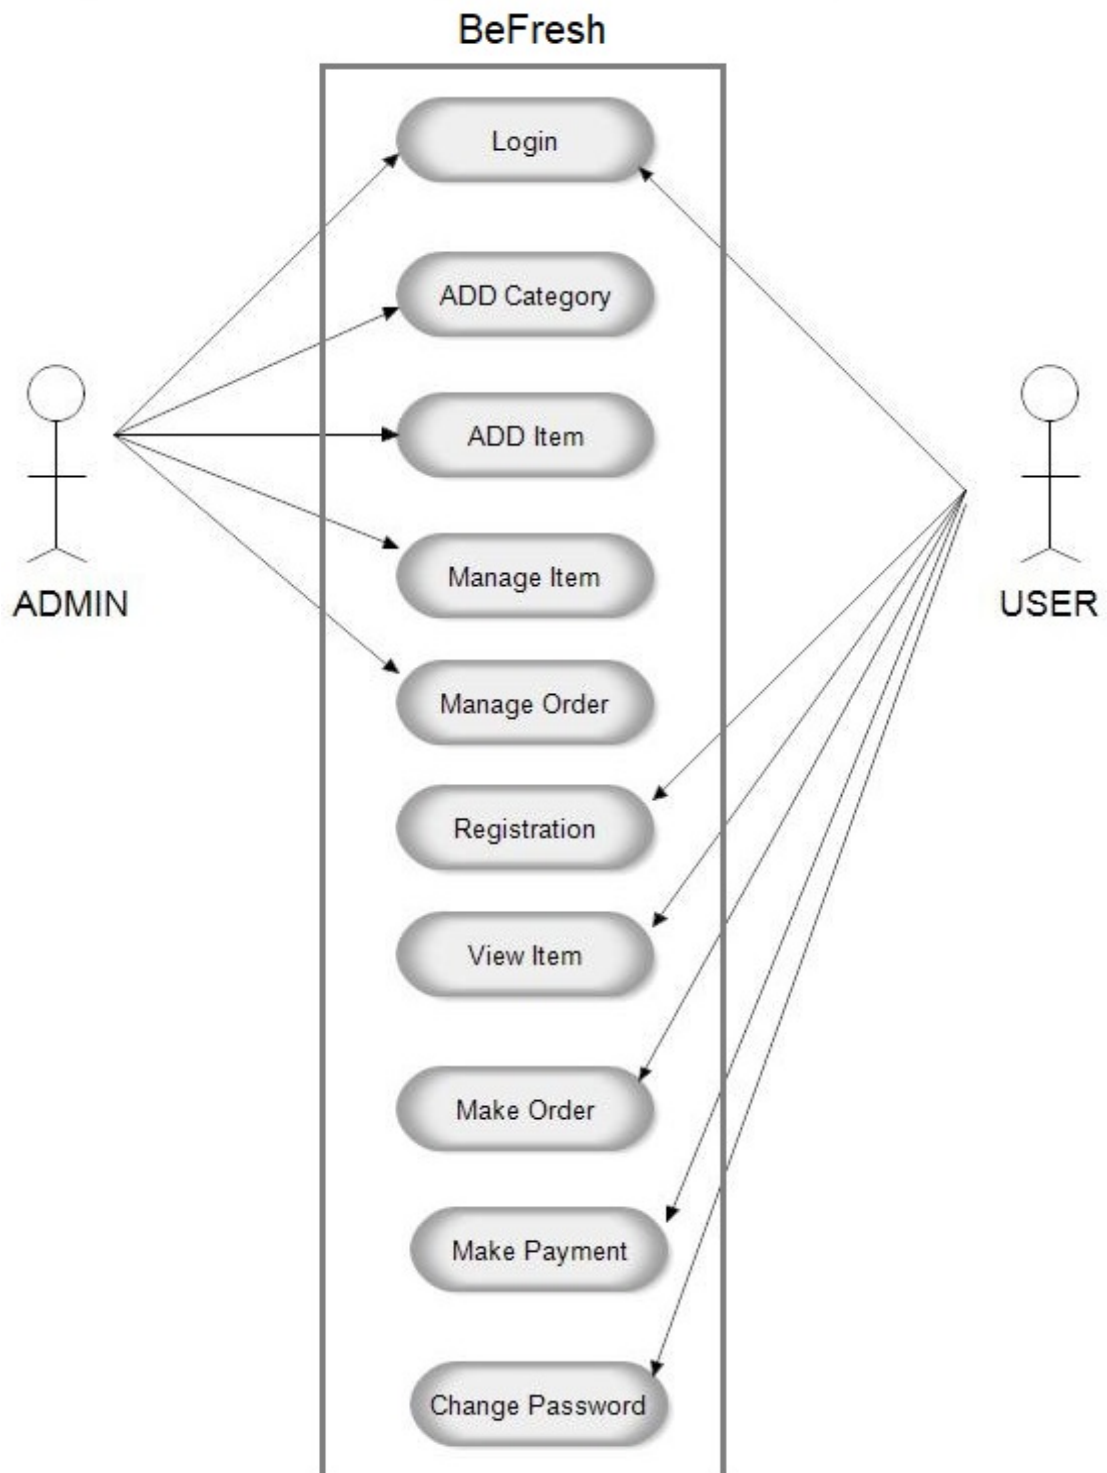 BeFresh
Login
ADD Category
ADD Item
Manage Item
ADMIN
USER
Manage Order
Registration
View Item
Make Order
Make Payment
Change Password